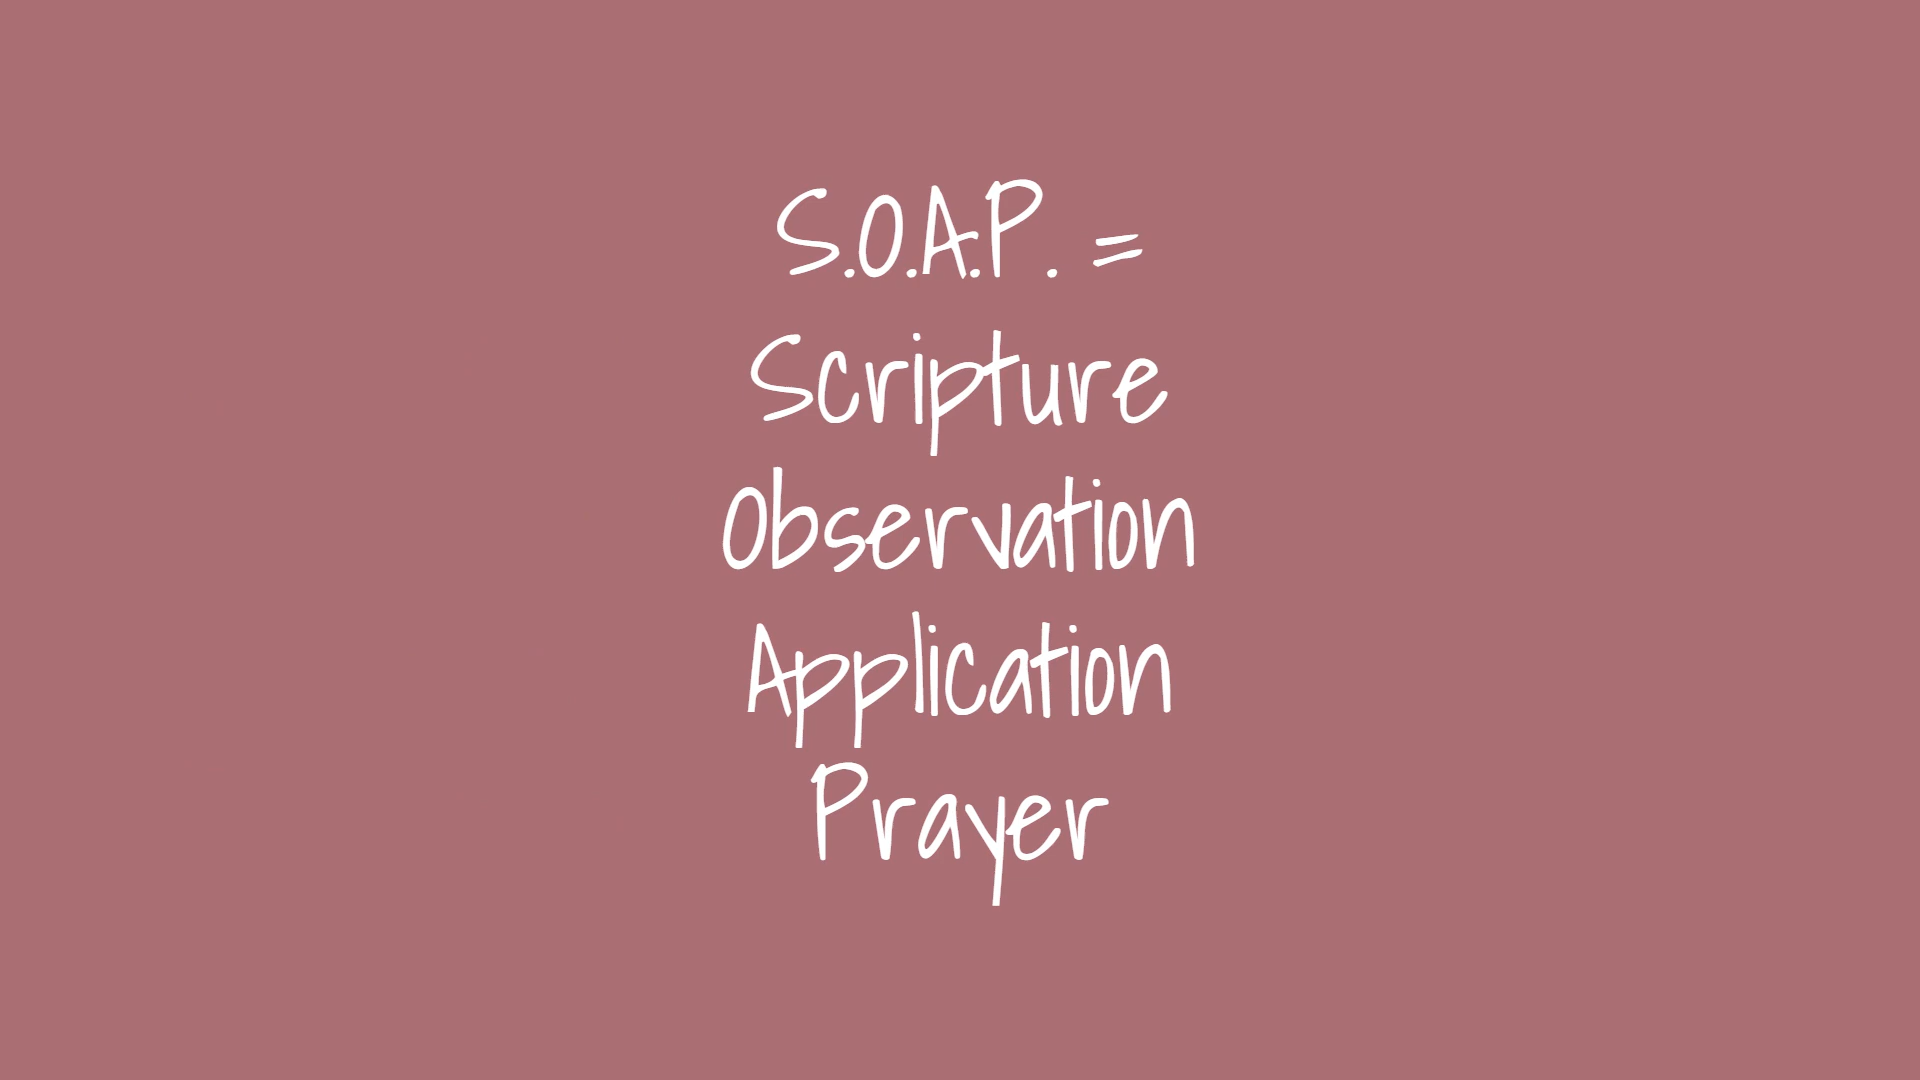 S.O.A.P. =
Scripture
Observation
Application
Prayer